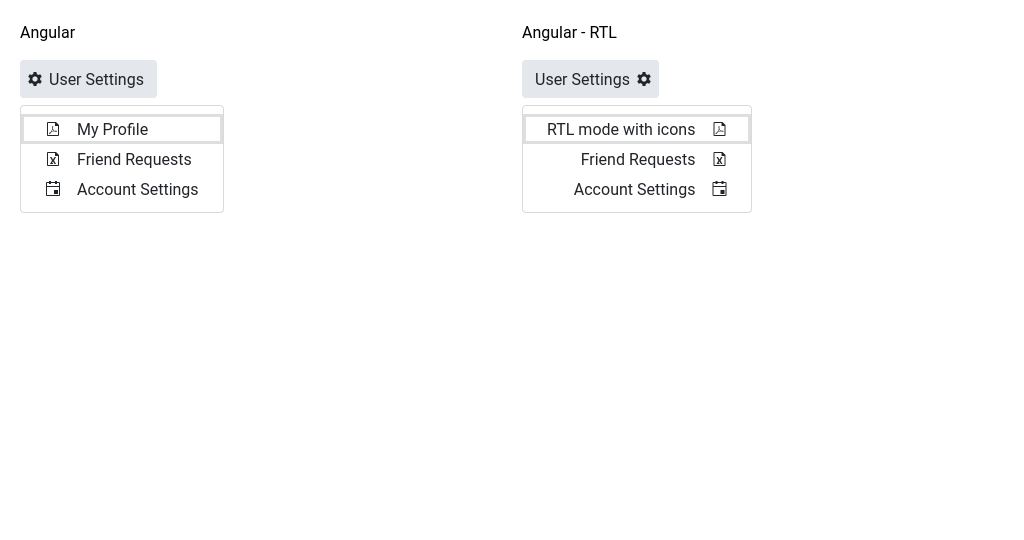 Angular
User Settings
My Profile
Friend Requests
Account Settings
Angular - RTL
User Settings
RTL mode with icons
Friend Requests
Account Settings